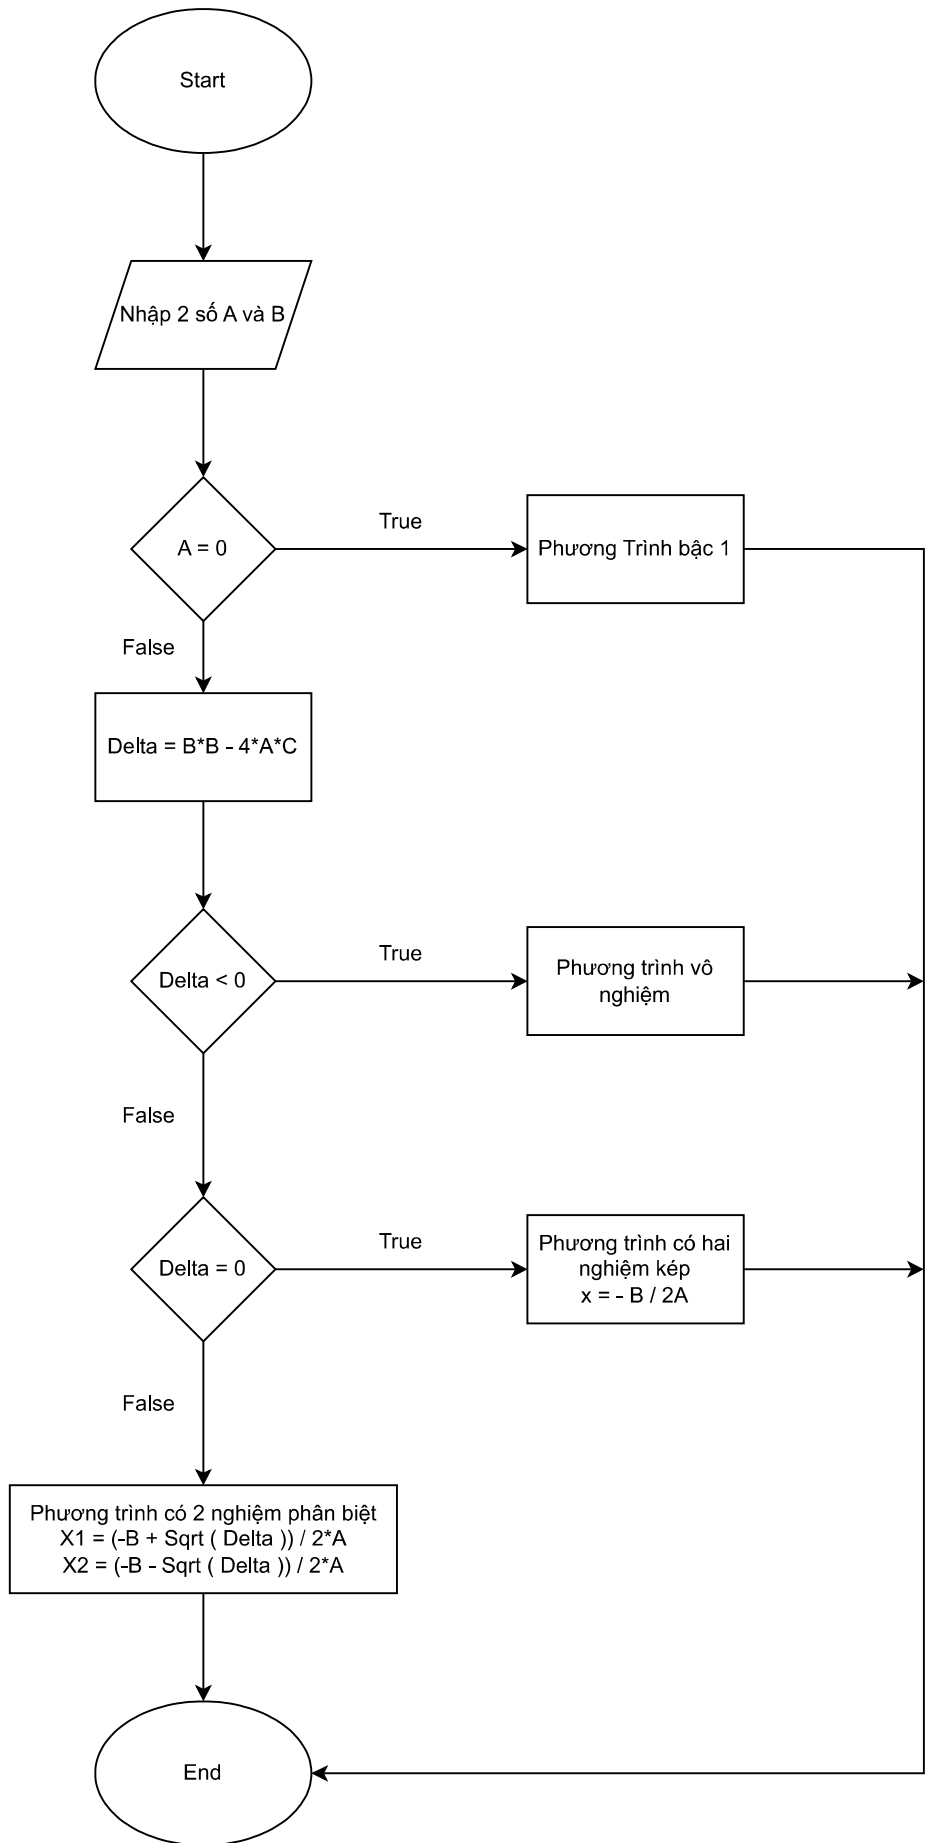 Start
Nhập 2 số A và B
A = 0
True
Phương Trình bậc 1
False
Delta = B*B - 4*A*C
Delta < 0
True
Phương trình vô
nghiệm
False
Delta = 0
True
Phương trình có hai
nghiệm kép
x = - B / 2A
False
Phương trình có 2 nghiệm phân biệt
X1 = (-B + Sqrt ( Delta )) / 2*A
X2 = (-B - Sqrt ( Delta )) / 2*A
End